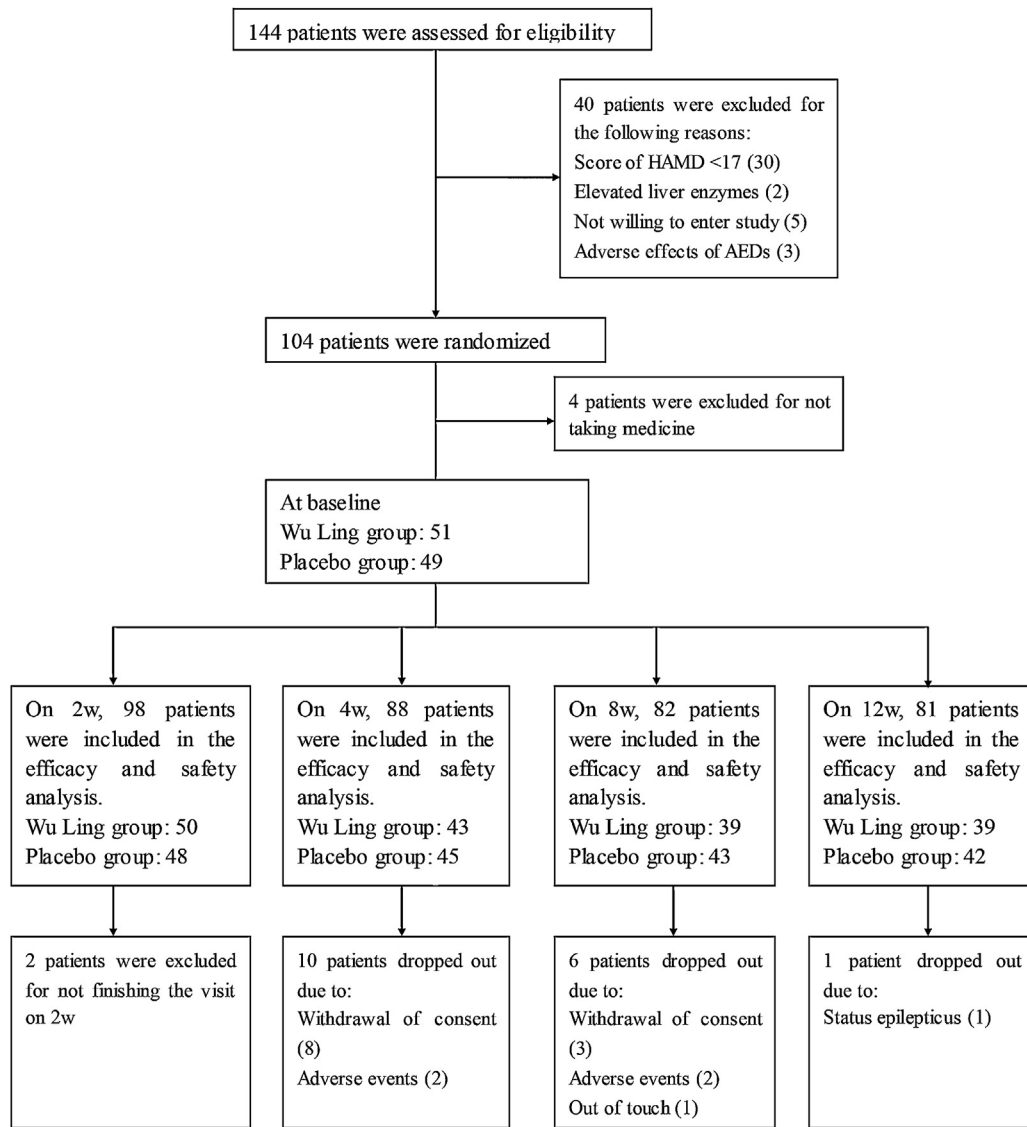 144 patients were assessed for eligibility
40 patients were excluded for
the following reasons:
Score of HAMD <17 (30)
Elevated liver enzymes (2)
Not willing to enter study (5)
Adverse effects of AEDs (3)
104 patients were randomized
4 patients were excluded for not
taking medicine
At baseline
Wu Ling group: 51
Placebo group: 49
On 2w, 98 patients
were included in the
efficacy and safety
analysis.
Wu Ling group: 50
Placebo group: 48
On 4w, 88 patients
were included in the
efficacy and safety
analysis.
Wu Ling group: 43
Placebo group: 45
On 8w, 82 patients
were included in the
efficacy and safety
analysis.
Wu Ling group: 39
Placebo group: 43
On 12w, 81 patients
were included in the
efficacy and safety
analysis.
Wu Ling group: 39
Placebo group: 42
2 patients were excluded
for not finishing the visit
on 2w
10 patients dropped out
due to:
Withdrawal of consent
(8)
Adverse events (2)
6 patients dropped out
due to:
Withdrawal of consent
(3)
Adverse events (2)
Out of touch (1)
1 patient dropped out
due to:
Status epilepticus (1)